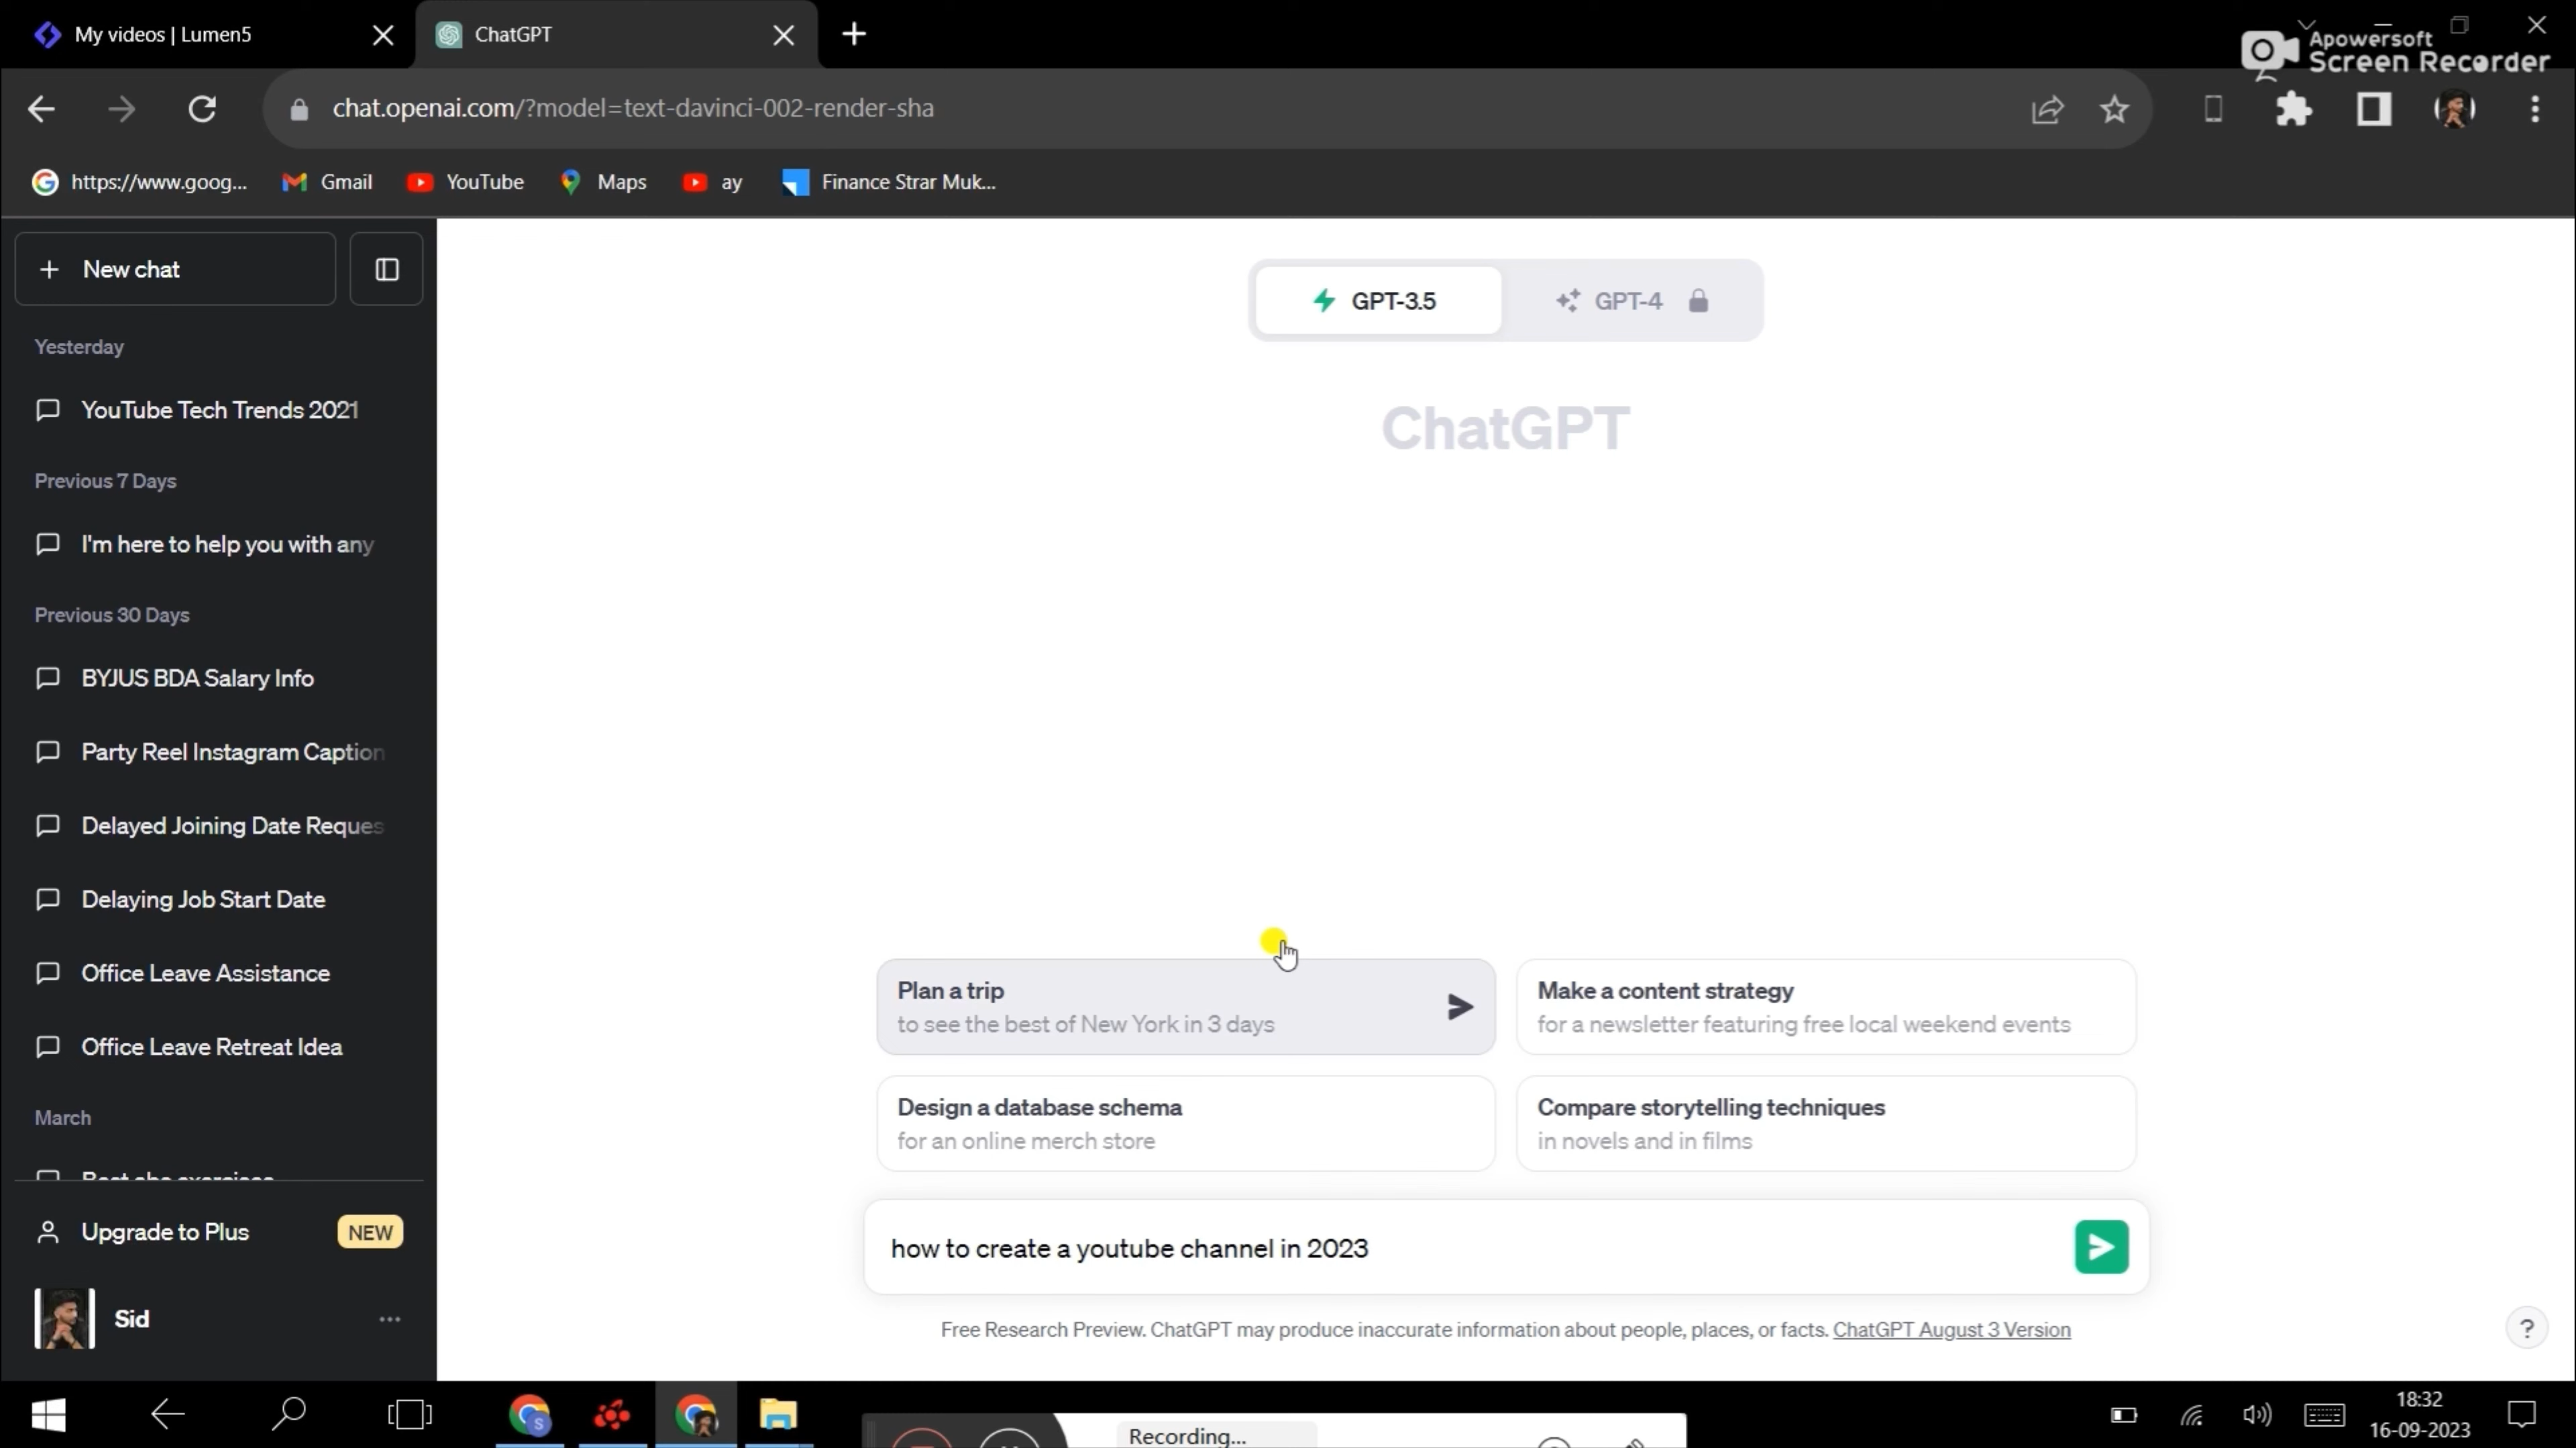 My videos | Lumen5
ChatGPT
Apowersoft
Screen Recorder
chat.openai.com/?model=text-davinci-002-render-sha
https://www.goog...
Gmail
YouTube
Maps
ay
Finance Strar Muk...
New chat
GPT-3.5
GPT-4
ChatGPT
Yesterday
YouTube Tech Trends 2021
Previous 7 Days
I'm here to help you with any
Previous 30 Days
BYJUS BDA Salary Info
Party Reel Instagram Caption
Delayed Joining Date Reques
Delaying Job Start Date
Office Leave Assistance
Office Leave Retreat Idea
March
Best abs exercises
Upgrade to Plus
NEW
Sid
Plan a trip
to see the best of New York in 3 days
Make a content strategy
for a newsletter featuring free local weekend events
Design a database schema
for an online merch store
Compare storytelling techniques
in novels and in films
how to create a youtube channel in 2023
Free Research Preview. ChatGPT may produce inaccurate information about people, places, or facts. ChatGPT August 3 Version
?
S
Recording...
18:32
16-09-2023